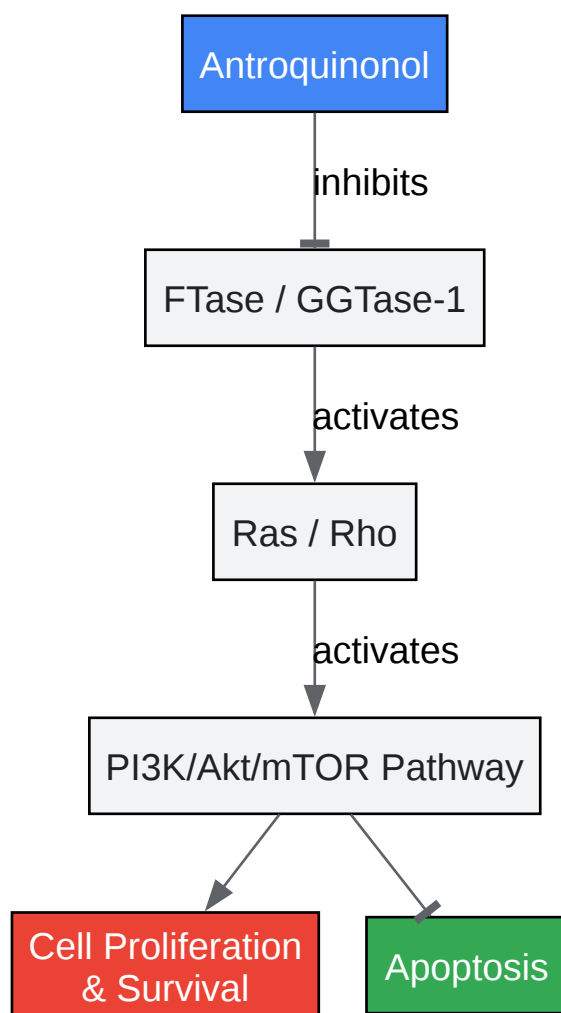 Antroquinonol
inhibits
FTase / GGTase-1
activates
Ras / Rho
activates
PI3K/Akt/mTOR Pathway
Cell Proliferation
& Survival
Apoptosis